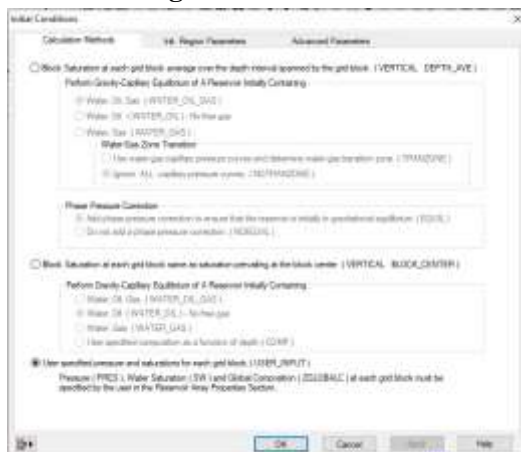 Initial Conditions
Calculation Methods
Init. Region Parameters
Advanced Parameters
Block Saturation at each grid block average over the depth interval spanned by the grid block (VERTICAL DEPTH_AVE)
Perform Gravity-Capillary Equilibrium of A Reservoir Initially Containing
Water, Oil, Gas (WATER_OIL_GAS)
Water, Oil (WATER_OIL) - No free gas
Water, Gas (WATER_GAS)
Water-Gas Zone Transition
Use water-gas capillary pressure curves and determine water-gas transition zone (TRANZONE)
Ignore ALL capillary pressure curves (NOTRANZONE)
Phase Pressure Correction
Add phase pressure correction to ensure that the reservoir is initially in gravitational equilibrium (EQUIL)
Do not add a phase pressure correction (NOEQUIL)
Block Saturation at each grid block same as saturation prevailing at the block center (VERTICAL BLOCK_CENTER)
Perform Gravity-Capillary Equilibrium of A Reservoir Initially Containing
Water, Oil, Gas (WATER_OIL_GAS)
Water, Oil (WATER_OIL) - No free gas
Water, Gas (WATER_GAS)
User specified composition as a function of depth (COMP)
User specified pressure and saturations for each grid block (USER_INPUT)
Pressure (PRES), Water Saturation (SW) and Global Composition (ZGLOBALC) at each grid block must be
specified by the user in the Reservoir Array Properties Section.
OK
Cancel
Help